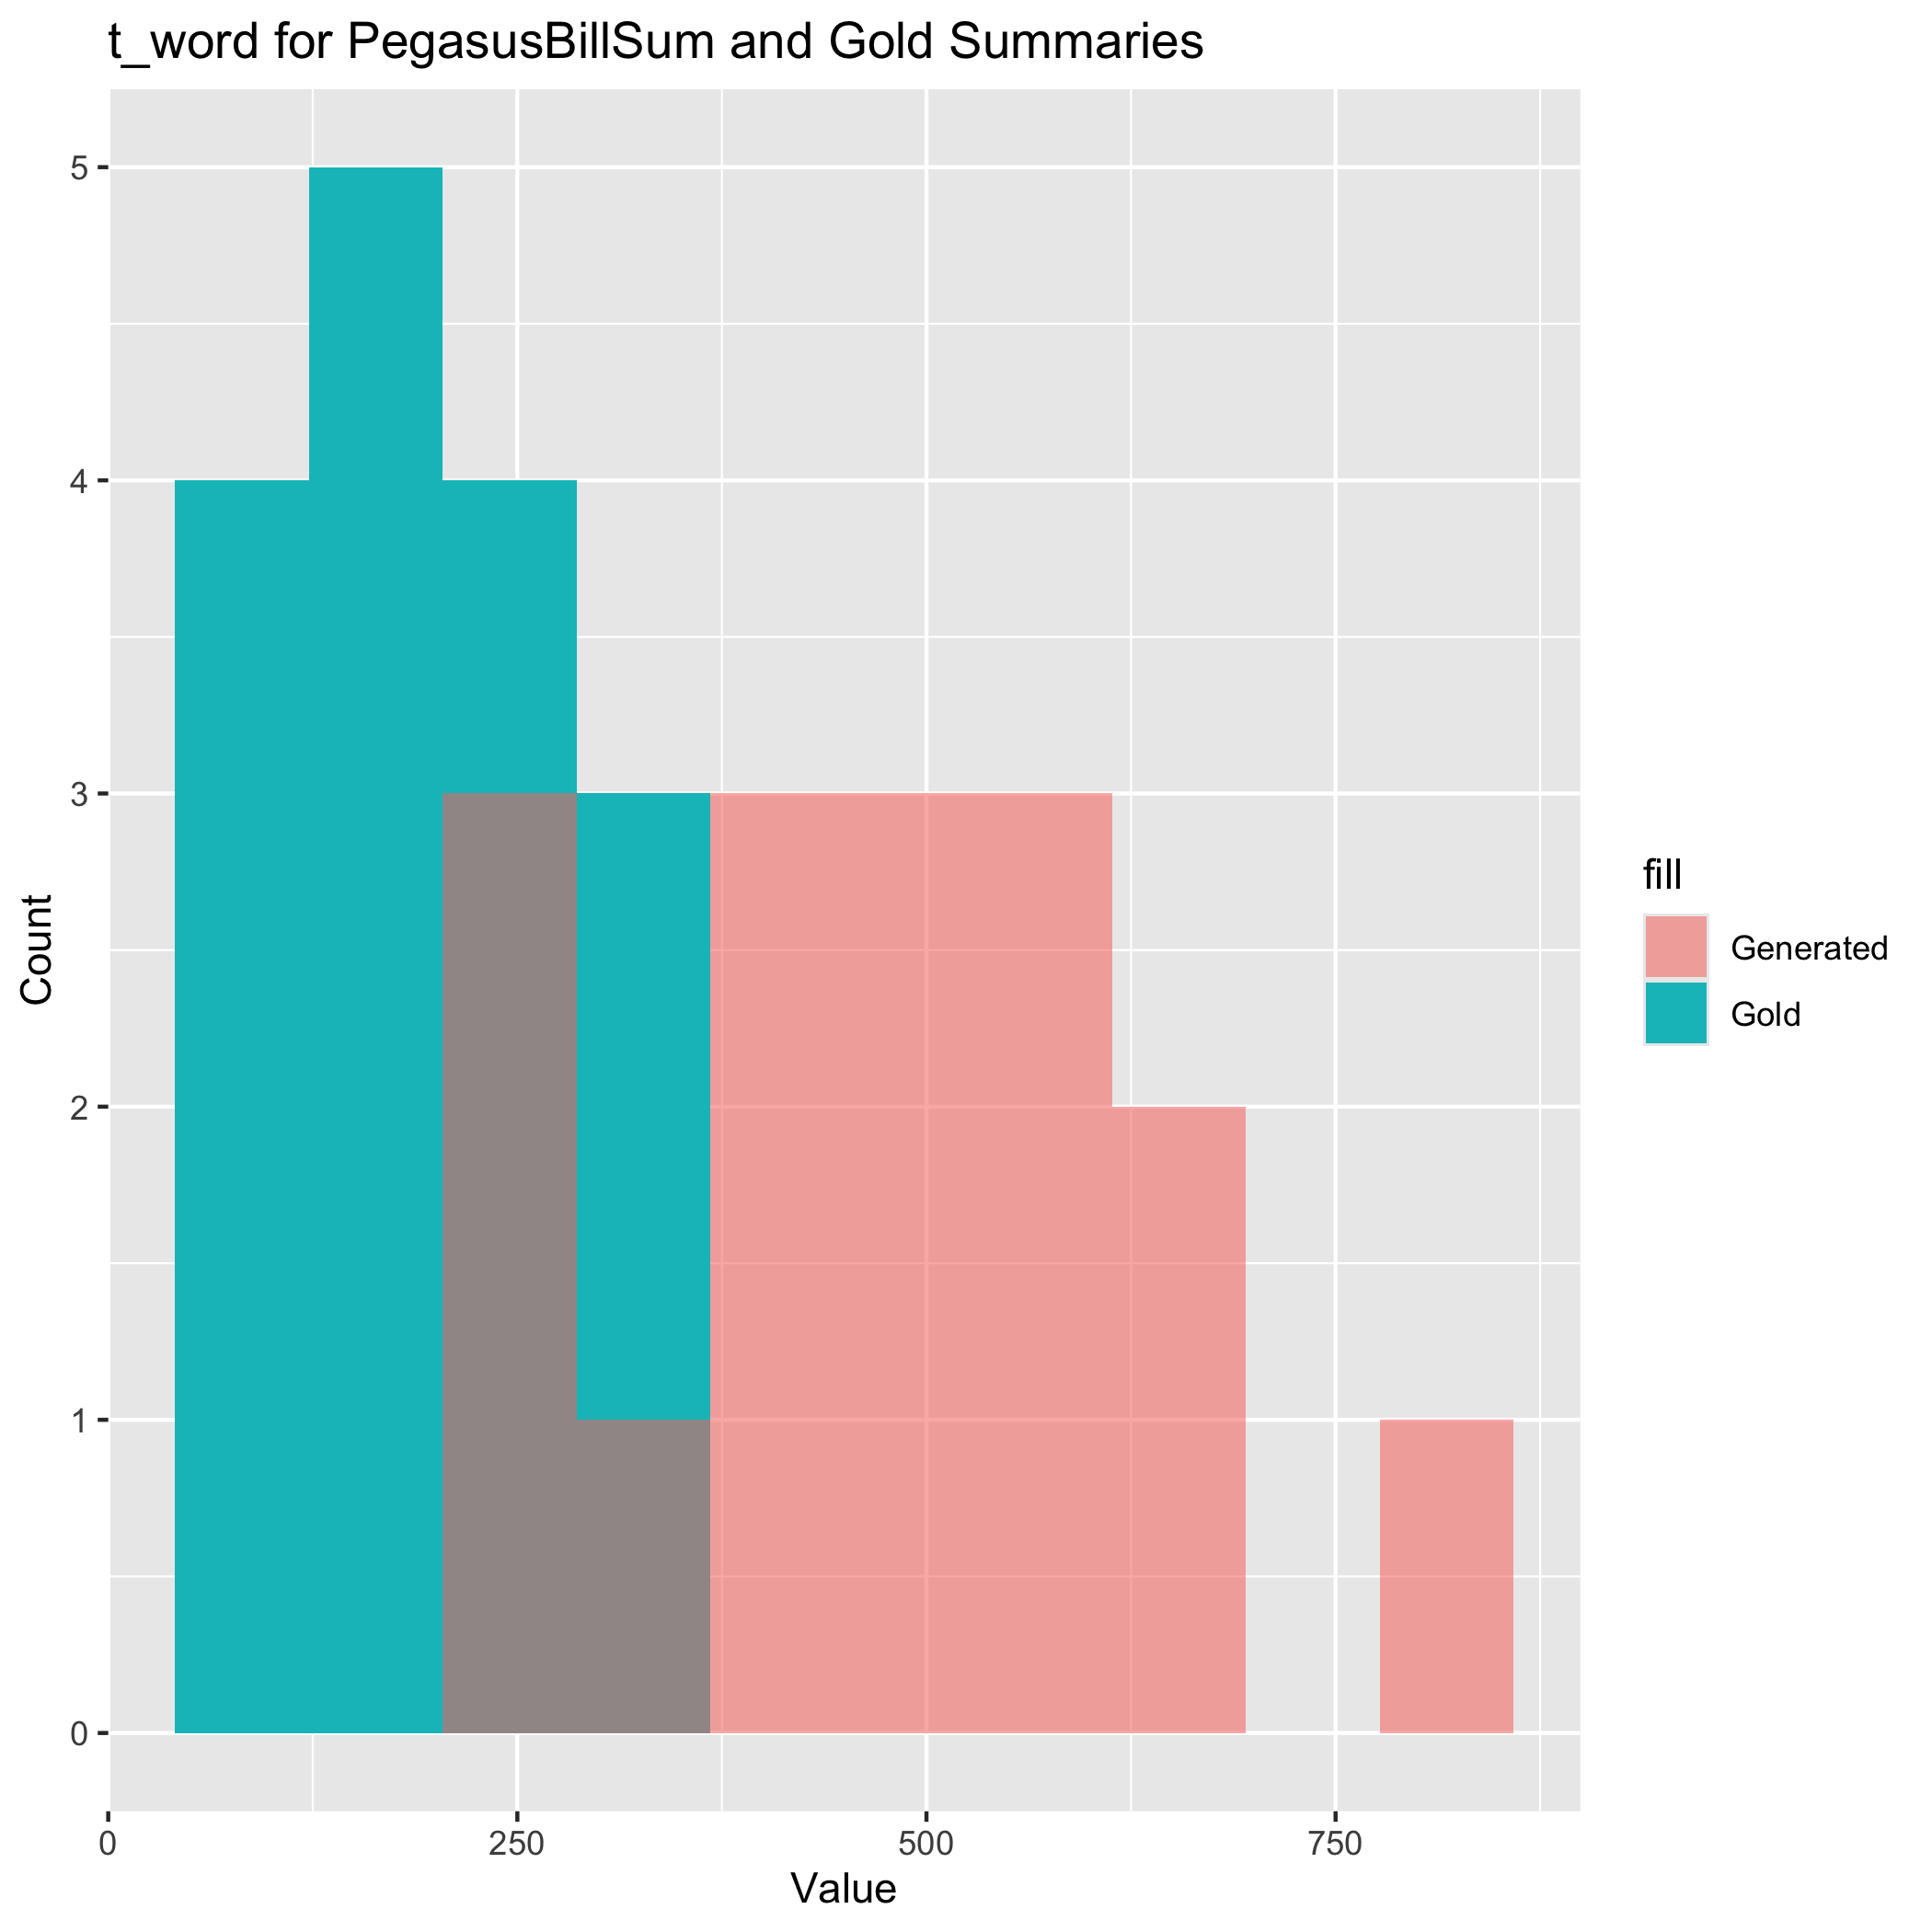 t_word for PegasusBillSum and Gold Summaries
5
4
3
2
1
0
Count
0 250 500 750
Value
fill
Generated
Gold